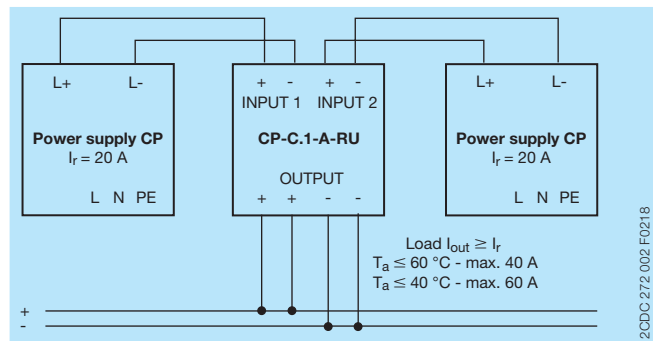 L+ L- + - + - L+ L-
INPUT 1 INPUT 2
Power supply CP CP-C.1-A-RU Power supply CP
Ir = 20 A Ir = 20 A
OUTPUT
L N PE + + - - L N PE
Load Iout ≥ Ir
Ta ≤ 60 °C - max. 40 A
Ta ≤ 40 °C - max. 60 A
+
-
2CDC 272 002 F0218